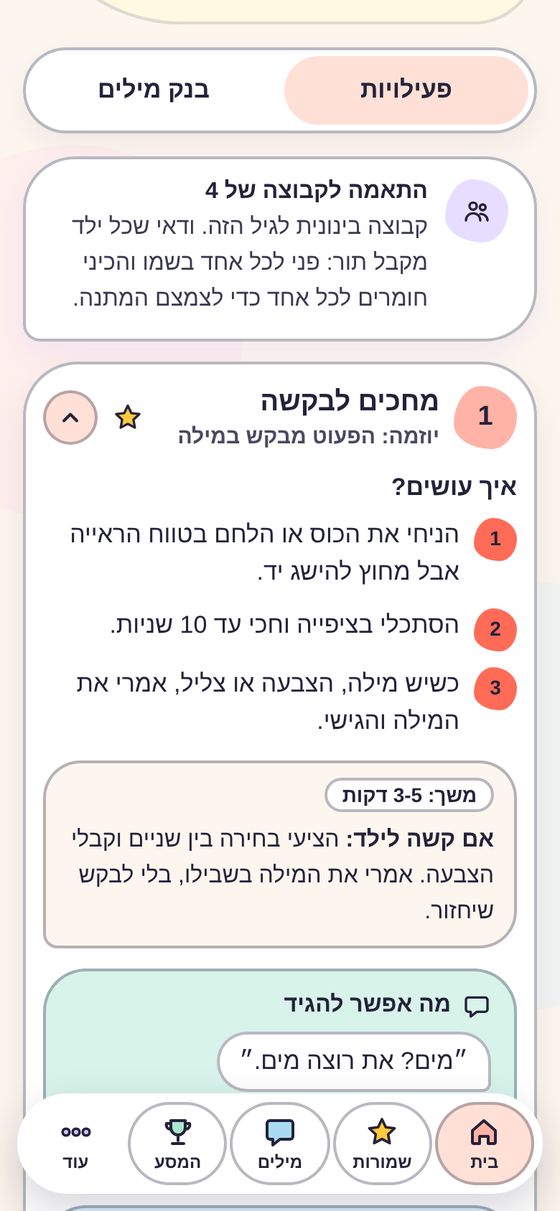 פעילויות
בנק מילים
התאמה לקבוצה של 4
קבוצה בינונית לגיל הזה. ודאי שכל ילד
מקבל תור: פני לכל אחד בשמו והכיני
חומרים לכל אחד כדי לצמצם המתנה.
1
מחכים לבקשה
יוזמה: הפעוט מבקש במילה
איך עושים?
1
הניחי את הכוס או הלחם בטווח הראייה
אבל מחוץ להישג יד.
2
הסתכלי בציפייה וחכי עד 10 שניות.
3
כשיש מילה, הצבעה או צליל, אמרי את
המילה והגישי.
משך: 3-5 דקות
אם קשה לילד: הציעי בחירה בין שניים וקבלי
הצבעה. אמרי את המילה בשבילו, בלי לבקש
שיחזור.
מה אפשר להגיד
״מים? את רוצה מים.״
בית
שמורות
מילים
המסע
עוד